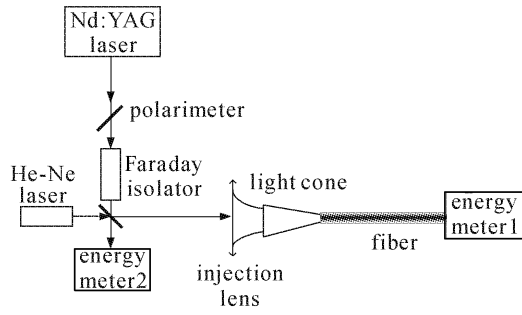 Nd:YAG
laser
polarimeter
Faraday
isolator
He-Ne
laser
light cone
energy
meter1
fiber
energy
meter2
injection
lens